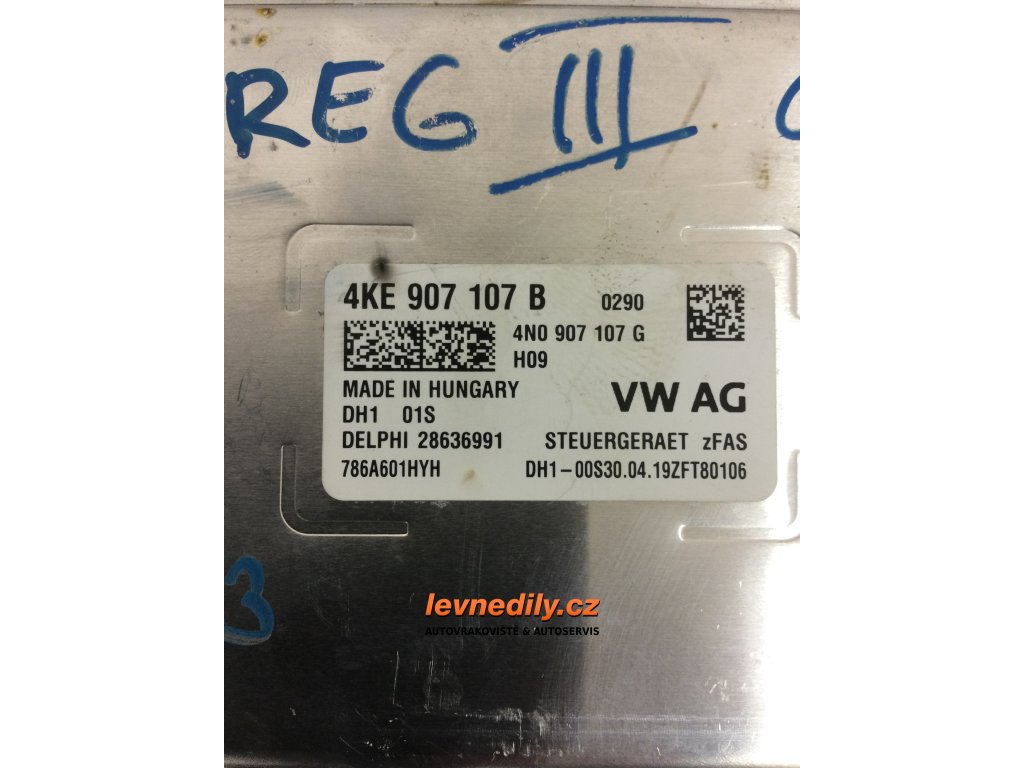 REG III
4KE 907 107 B 0290
4N0 907 107 G
H09
MADE IN HUNGARY
VW AG
DH1 01S
DELPHI 28636991 STEUERGERAET zFAS
786A601HYH DH1-00S30.04.19ZFT80106
3
levnedily.cz
AUTOVRAKOVIŠTĚ & AUTOSERVIS